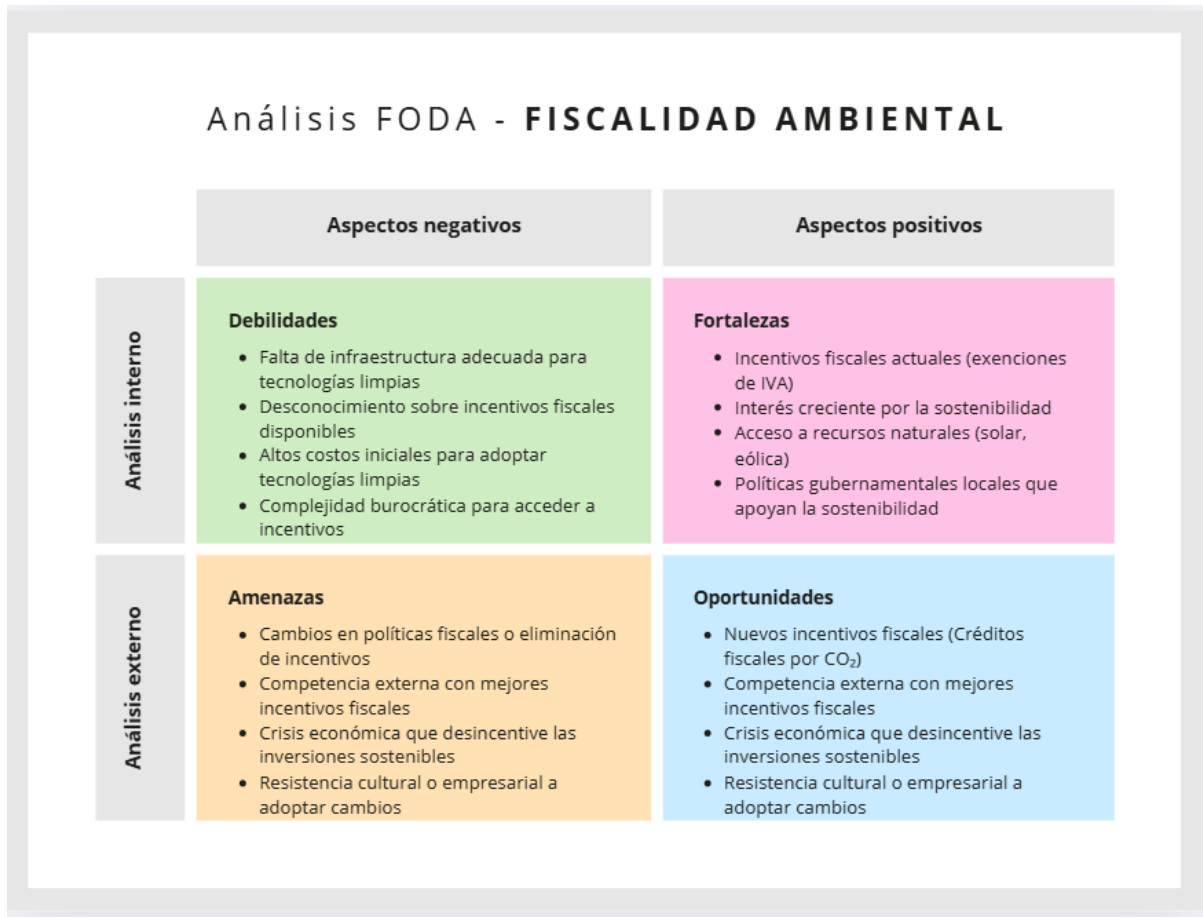 Análisis FODA - FISCALIDAD AMBIENTAL
Aspectos negativos
Aspectos positivos
Análisis interno
Debilidades
• Falta de infraestructura adecuada para
tecnologías limpias
• Desconocimiento sobre incentivos fiscales
disponibles
• Altos costos iniciales para adoptar
tecnologías limpias
• Complejidad burocrática para acceder a
incentivos
Fortalezas
• Incentivos fiscales actuales (exenciones
de IVA)
• Interés creciente por la sostenibilidad
• Acceso a recursos naturales (solar,
eólica)
• Políticas gubernamentales locales que
apoyan la sostenibilidad
Análisis externo
Amenazas
• Cambios en políticas fiscales o eliminación
de incentivos
• Competencia externa con mejores
incentivos fiscales
• Crisis económica que desincentive las
inversiones sostenibles
• Resistencia cultural o empresarial a
adoptar cambios
Oportunidades
• Nuevos incentivos fiscales (Créditos
fiscales por CO₂)
• Competencia externa con mejores
incentivos fiscales
• Crisis económica que desincentive las
inversiones sostenibles
• Resistencia cultural o empresarial a
adoptar cambios